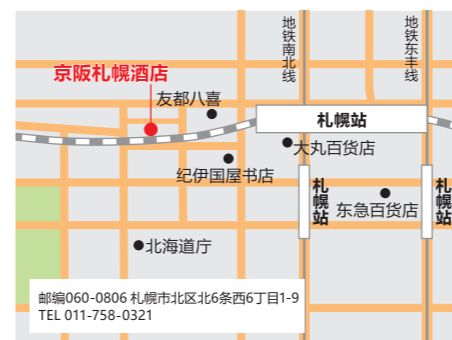 地铁南北线
地铁东丰线
京阪札幌酒店
友都八喜
札幌站
大丸百货店
纪伊国屋书店
札幌站
札幌站
东急百货店
北海道厅
邮编060-0806 札幌市北区北6条西6丁目1-9
TEL 011-758-0321